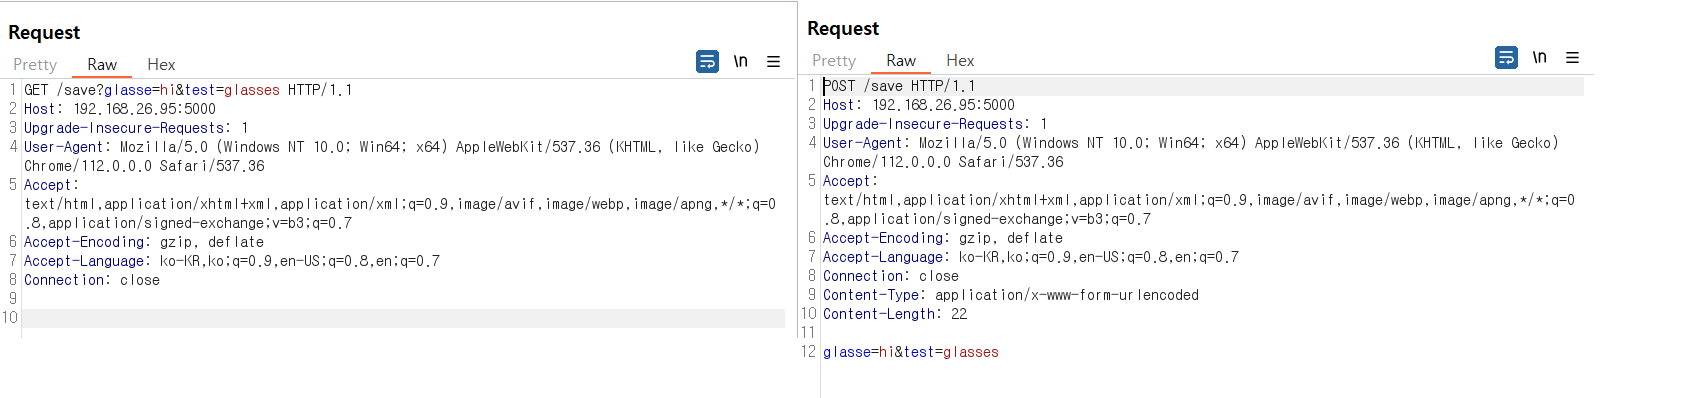 Request
Pretty Raw Hex \n
1 GET /save?glasse=hi&test=glasses HTTP/1.1
2 Host: 192.168.26.95:5000
3 Upgrade-Insecure-Requests: 1
4 User-Agent: Mozilla/5.0 (Windows NT 10.0; Win64; x64) AppleWebKit/537.36 (KHTML, like Gecko)
Chrome/112.0.0.0 Safari/537.36
5 Accept:
text/html,application/xhtml+xml,application/xml;q=0.9,image/avif,image/webp,image/apng,*/*;q=0
.8,application/signed-exchange;v=b3;q=0.7
6 Accept-Encoding: gzip, deflate
7 Accept-Language: ko-KR,ko;q=0.9,en-US;q=0.8,en;q=0.7
8 Connection: close
9
10
Request
Pretty Raw Hex \n
1 POST /save HTTP/1.1
2 Host: 192.168.26.95:5000
3 Upgrade-Insecure-Requests: 1
4 User-Agent: Mozilla/5.0 (Windows NT 10.0; Win64; x64) AppleWebKit/537.36 (KHTML, like Gecko)
Chrome/112.0.0.0 Safari/537.36
5 Accept:
text/html,application/xhtml+xml,application/xml;q=0.9,image/avif,image/webp,image/apng,*/*;q=0
.8,application/signed-exchange;v=b3;q=0.7
6 Accept-Encoding: gzip, deflate
7 Accept-Language: ko-KR,ko;q=0.9,en-US;q=0.8,en;q=0.7
8 Connection: close
9 Content-Type: application/x-www-form-urlencoded
10 Content-Length: 22
11
12 glasse=hi&test=glasses